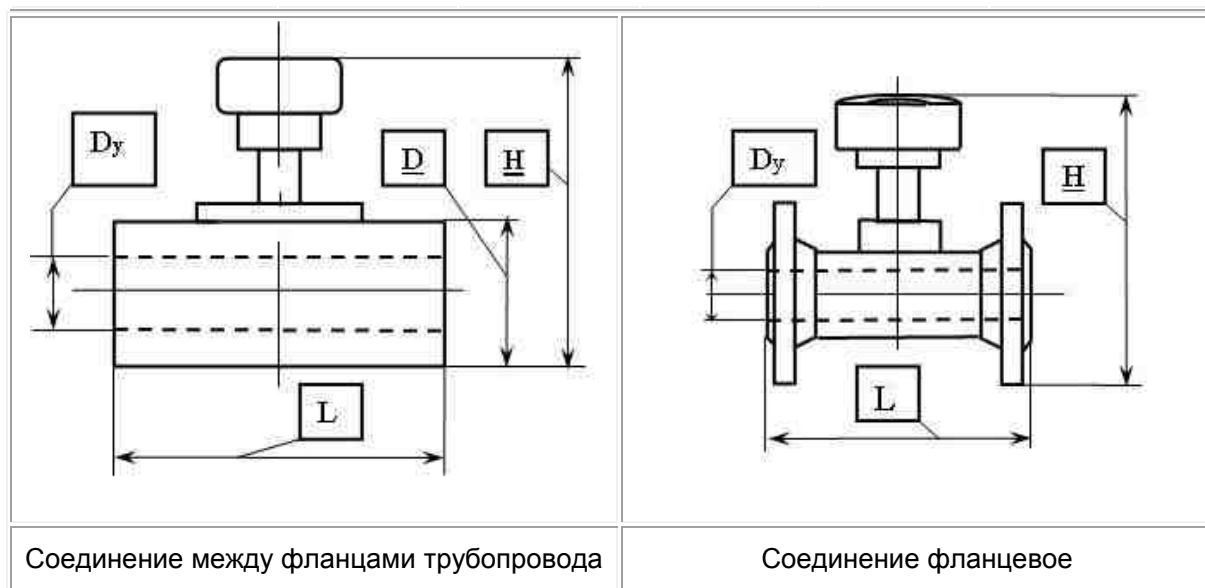 Dy
D
H
L
Dy
H
L
Соединение между фланцами трубопровода
Соединение фланцевое